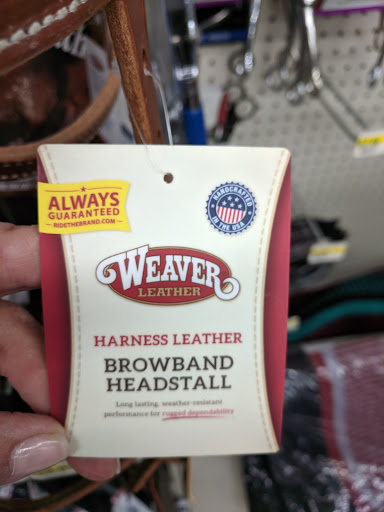 ALWAYS
GUARANTEED
RIDETHEBRAND.COM
HANDCRAFTED
IN THE USA
WEAVER
LEATHER
HARNESS LEATHER
BROWBAND
HEADSTALL
Long lasting, weather-resistant
performance for rugged dependability